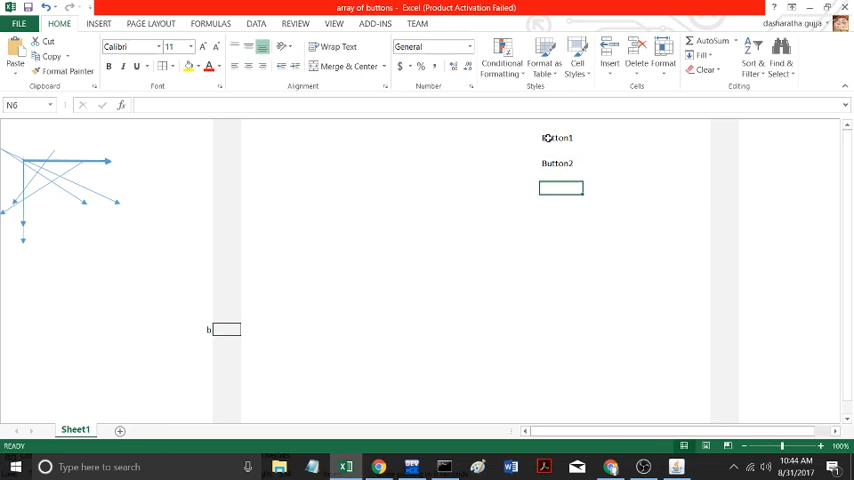 array of buttons - Excel (Product Activation Failed)
FILE HOME INSERT PAGE LAYOUT FORMULAS DATA REVIEW VIEW ADD-INS TEAM dasharatha gujja
Cut
Copy
Format Painter
Paste
Clipboard
Calibri 11
B I U
Font
Wrap Text
Merge & Center
Alignment
General
$ % ,
Number
Conditional Formatting
Format as Table
Cell Styles
Styles
Insert Delete Format
Cells
AutoSum
Fill
Clear
Sort & Filter
Find & Select
Editing
N6 fx
Button1
Button2
b
Sheet1
READY 100%
Type here to search
10:44 AM
8/31/2017